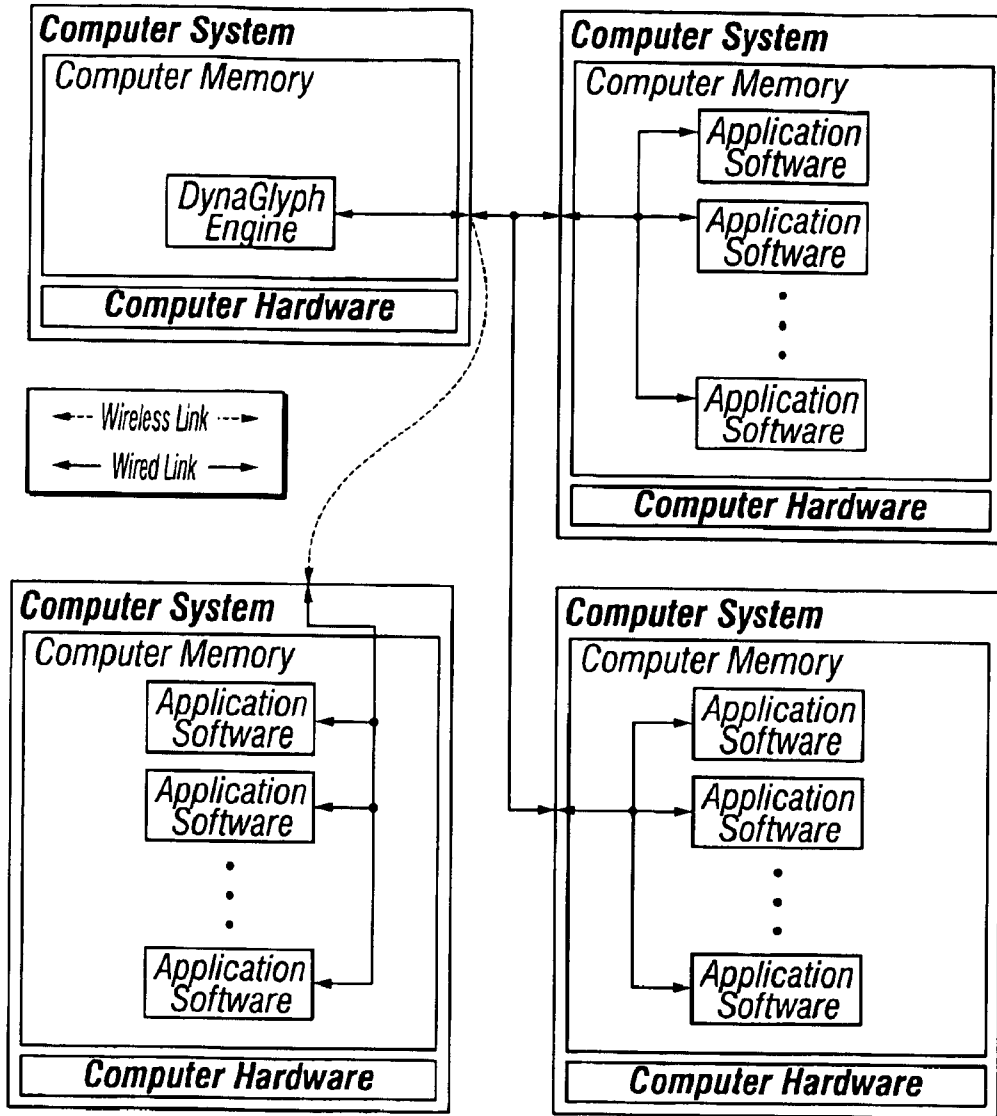 Computer System
Computer Memory
DynaGlyph
Engine
Computer Hardware
Computer System
Computer Memory
Application
Software
Application
Software
Application
Software
Computer Hardware
Wireless Link
Wired Link
Computer System
Computer Memory
Application
Software
Application
Software
Application
Software
Computer Hardware
Computer System
Computer Memory
Application
Software
Application
Software
Application
Software
Computer Hardware